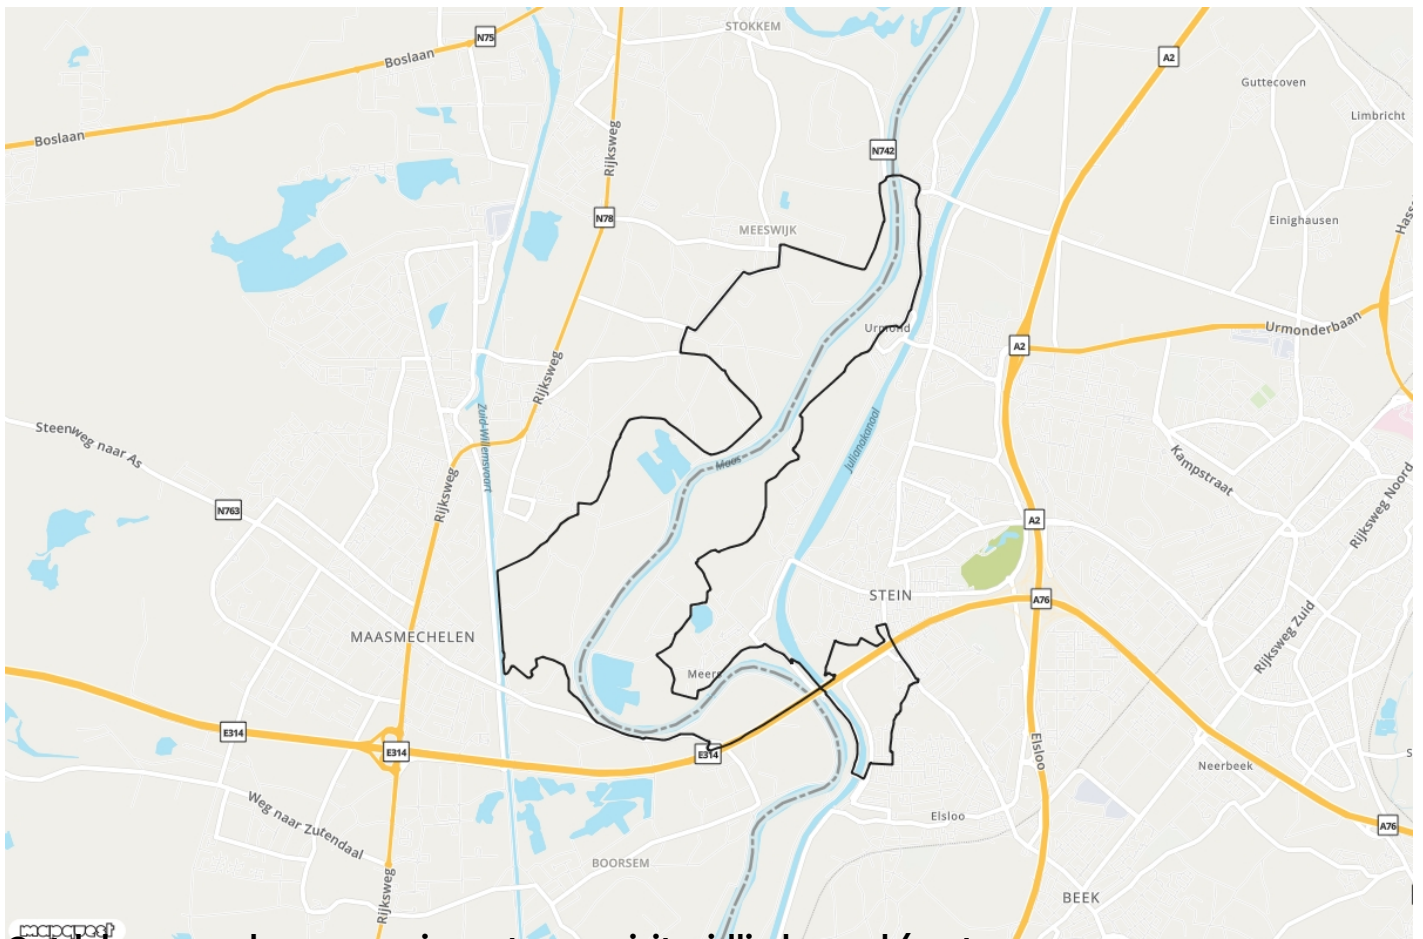 STOKKEM
N75
Boslaan
A2
Guttecoven
Boslaan
Rijksweg
Limbricht
N742
N78
MEESWIJK
Einighausen
Urmond
Urmonderbaan
A2
Rijksweg
Zuid-Willemsvaart
Julianakanaal
Steenweg naar As
Maas
Kampstraat
Rijksweg
Rijksweg Noord
N763
A2
STEIN
A76
MAASMECHELEN
Rijksweg Zuid
Meers
E314
E314
E314
Elsloo
Neerbeek
Weg naar Zutendaal
Elsloo
A76
BOORSEM
Rijksweg
BEEK